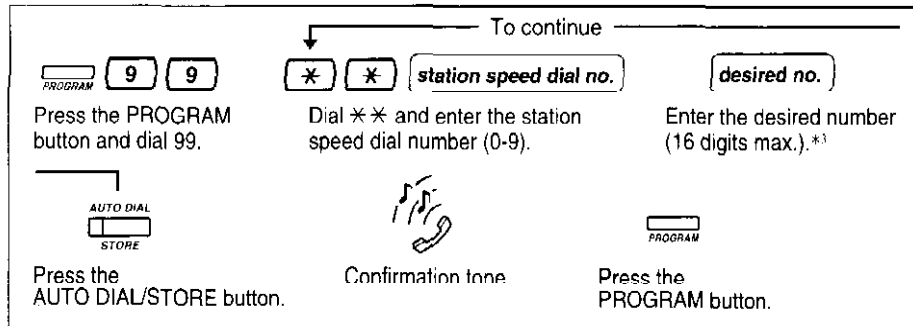 To continue
PROGRAM 9 9 * * station speed dial no. desired no.
Press the PROGRAM Dial ** and enter the station Enter the desired number
button and dial 99. speed dial number (0-9). (16 digits max.).*3
AUTO DIAL
STORE
PROGRAM
Press the Confirmation tone Press the
AUTO DIAL/STORE button. PROGRAM button.